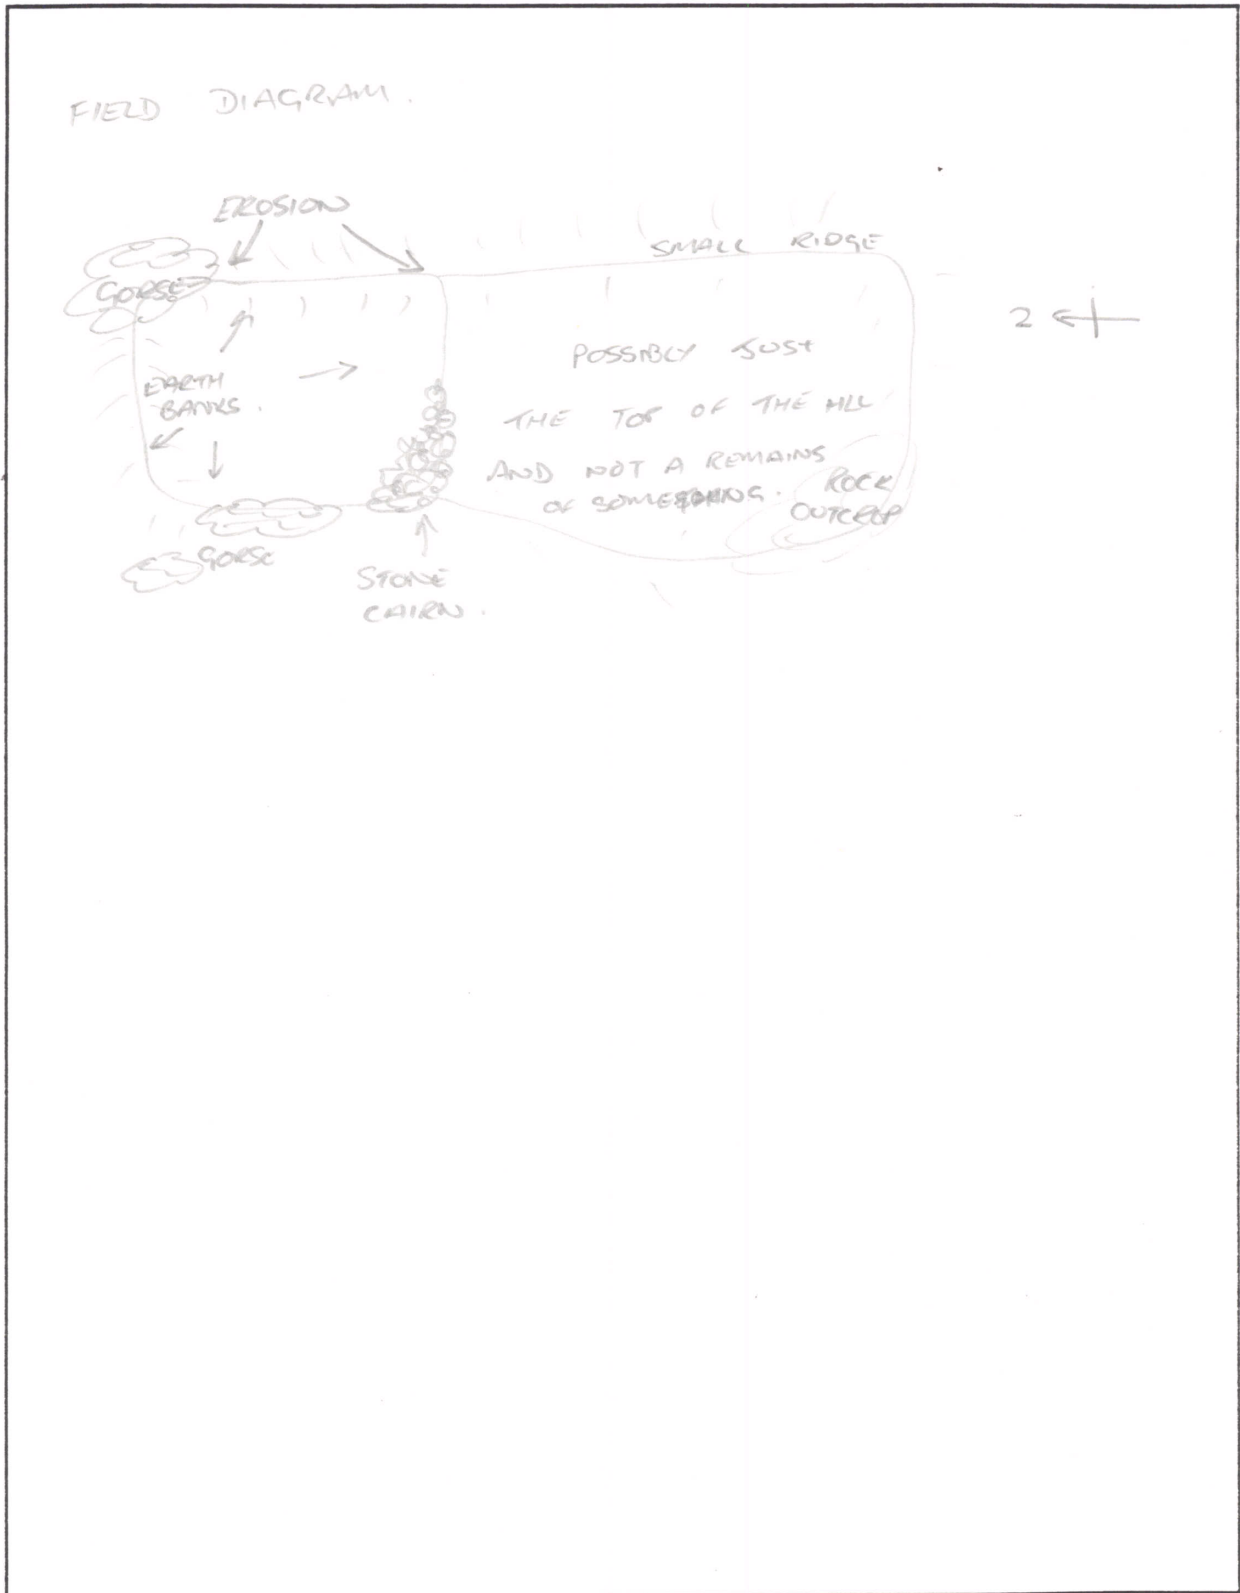 FIELD DIAGRAM.
EROSION
SMALL RIDGE
GORSE
N
POSSIBLY JUST
EARTH
BANKS.
THE TOP OF THE HILL
AND NOT A REMAINS
OF SOMETHING.
ROCK
OUTCROP
GORSE
STONE
CAIRN.